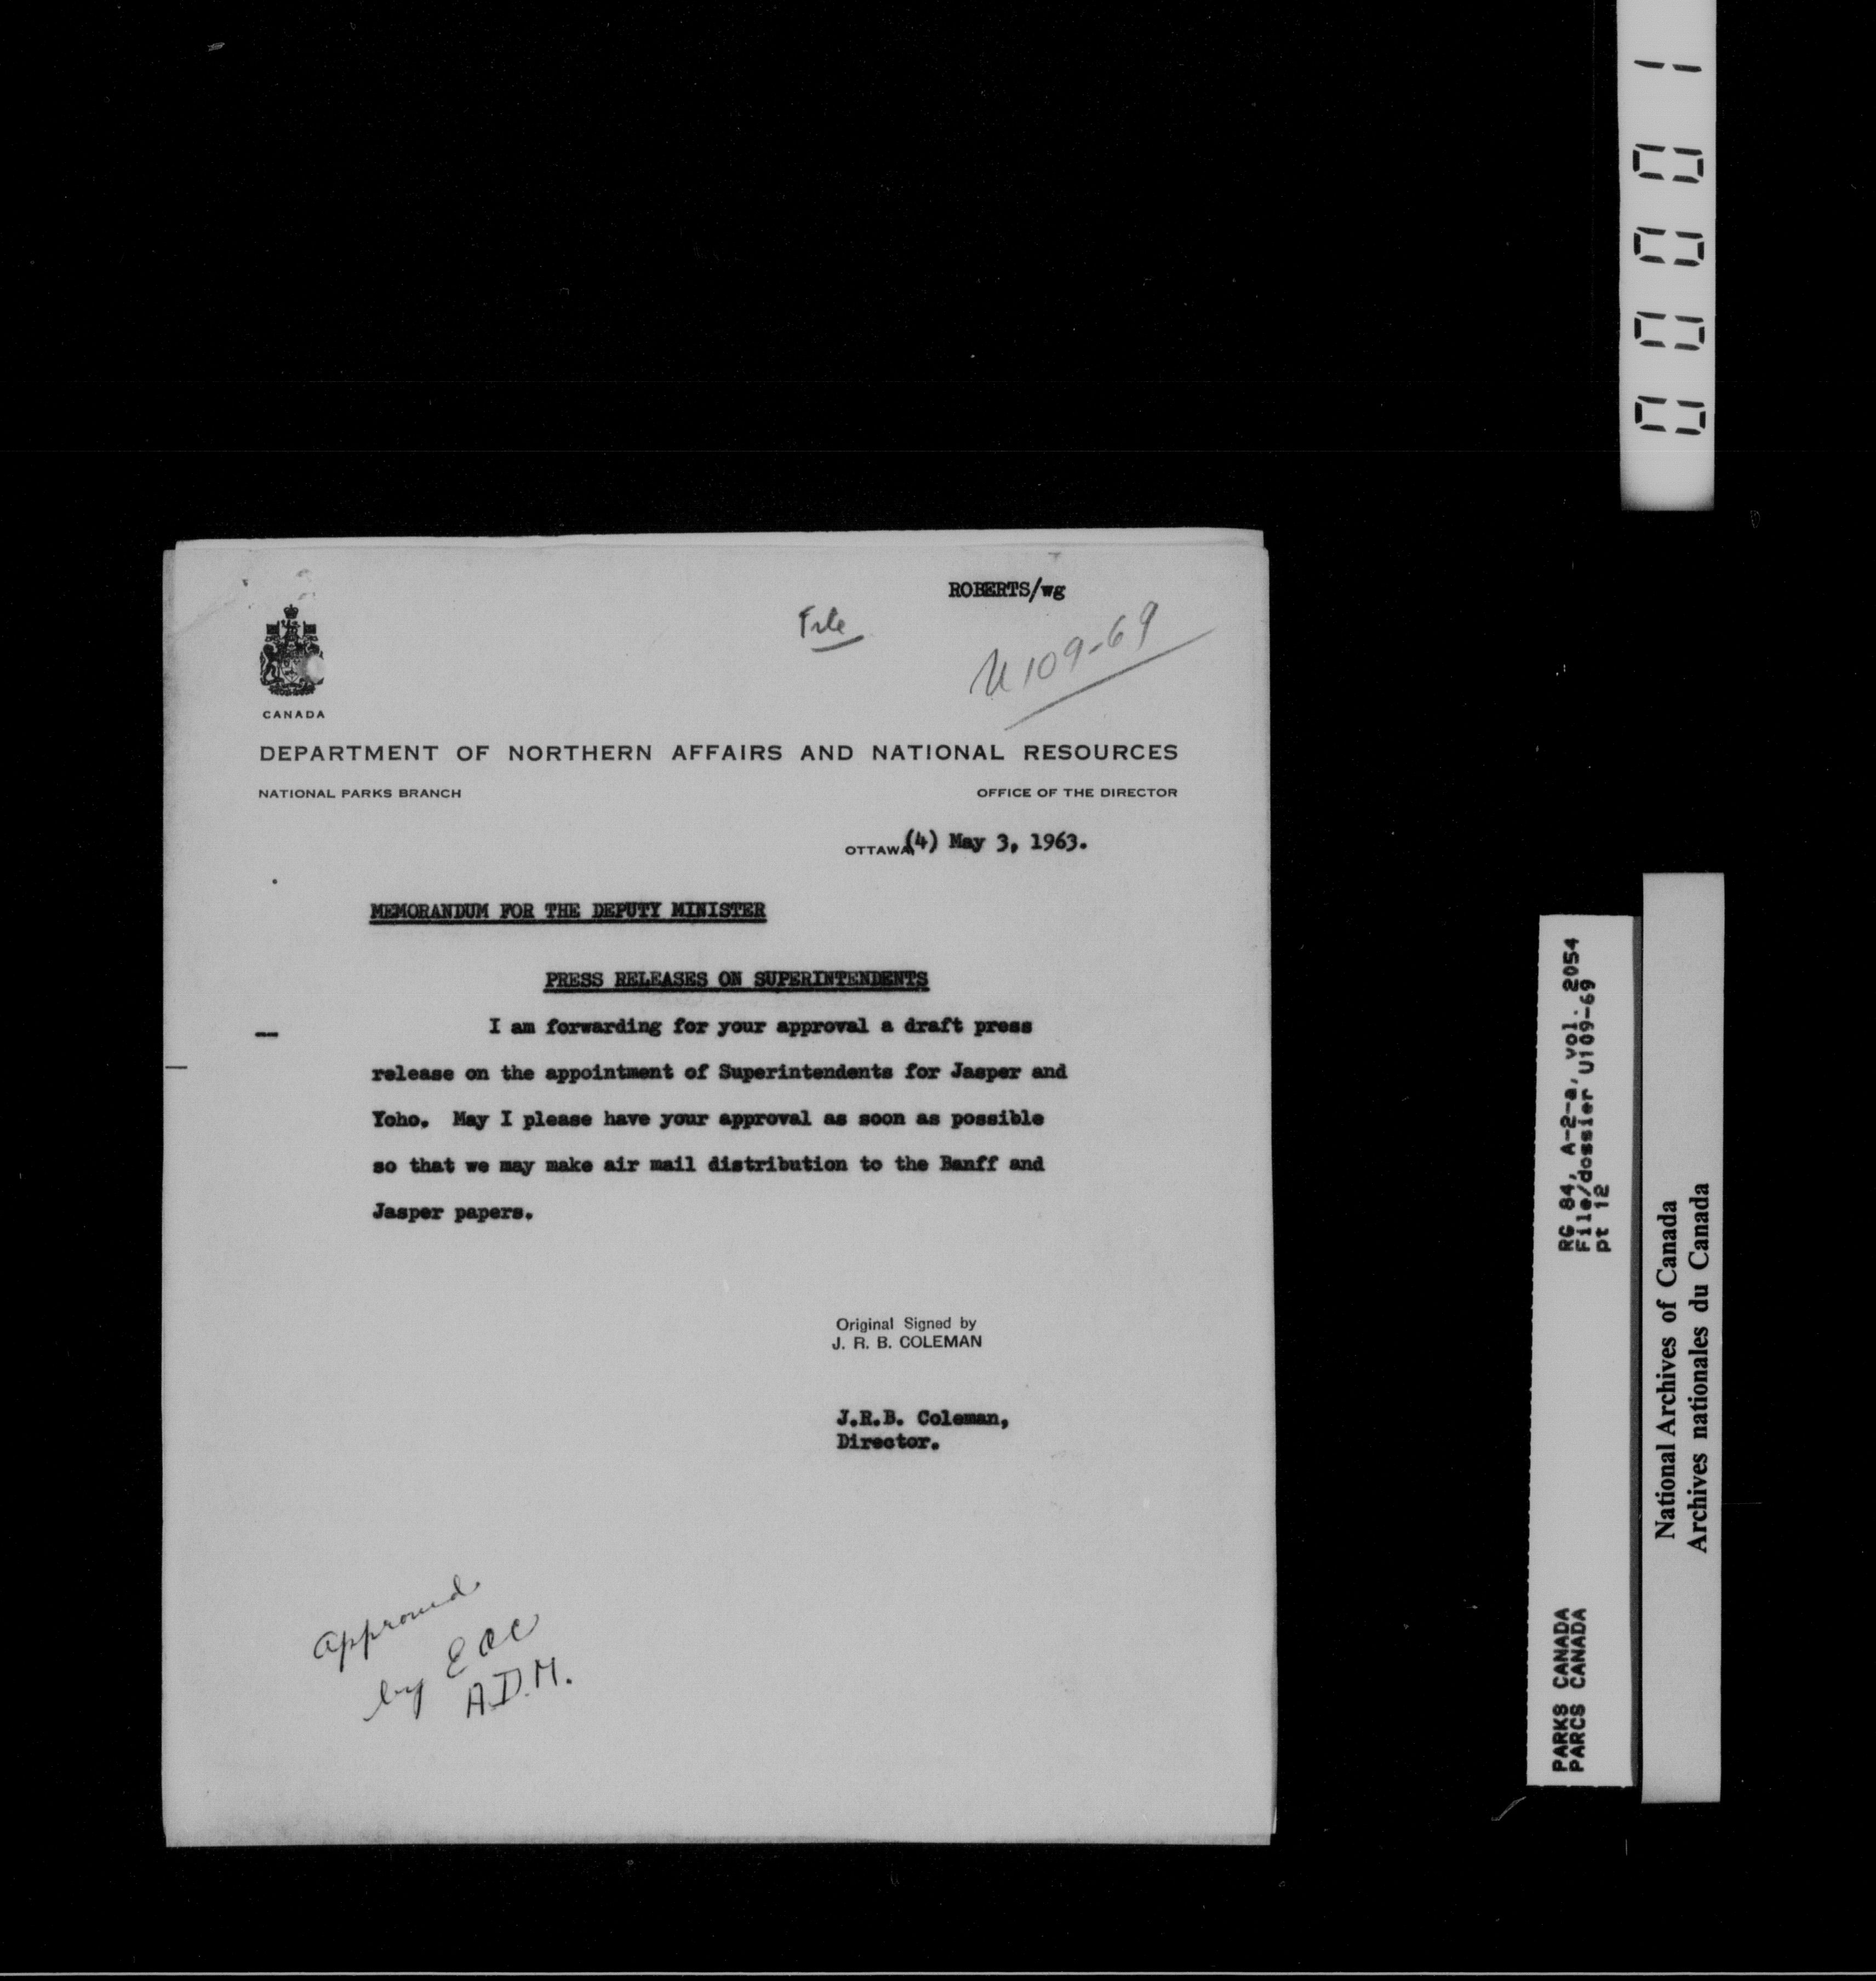 ROBERTS/wg
File
U109-69
CANADA
DEPARTMENT OF NORTHERN AFFAIRS AND NATIONAL RESOURCES
NATIONAL PARKS BRANCH
OFFICE OF THE DIRECTOR
OTTAWA, (4) May 3, 1963.
MEMORANDUM FOR THE DEPUTY MINISTER
PRESS RELEASES ON SUPERINTENDENTS
I am forwarding for your approval a draft press
release on the appointment of Superintendents for Jasper and
Yoho. May I please have your approval as soon as possible
so that we may make air mail distribution to the Banff and
Jasper papers.
Original Signed by
J. R. B. COLEMAN
J.R.B. Coleman,
Director.
Approved
by
A.D.M.
00001
RG 84, A-2-a, vol. 2054
File/dossier U109-69
pt 12
PARKS CANADA
PARCS CANADA
National Archives of Canada
Archives nationales du Canada